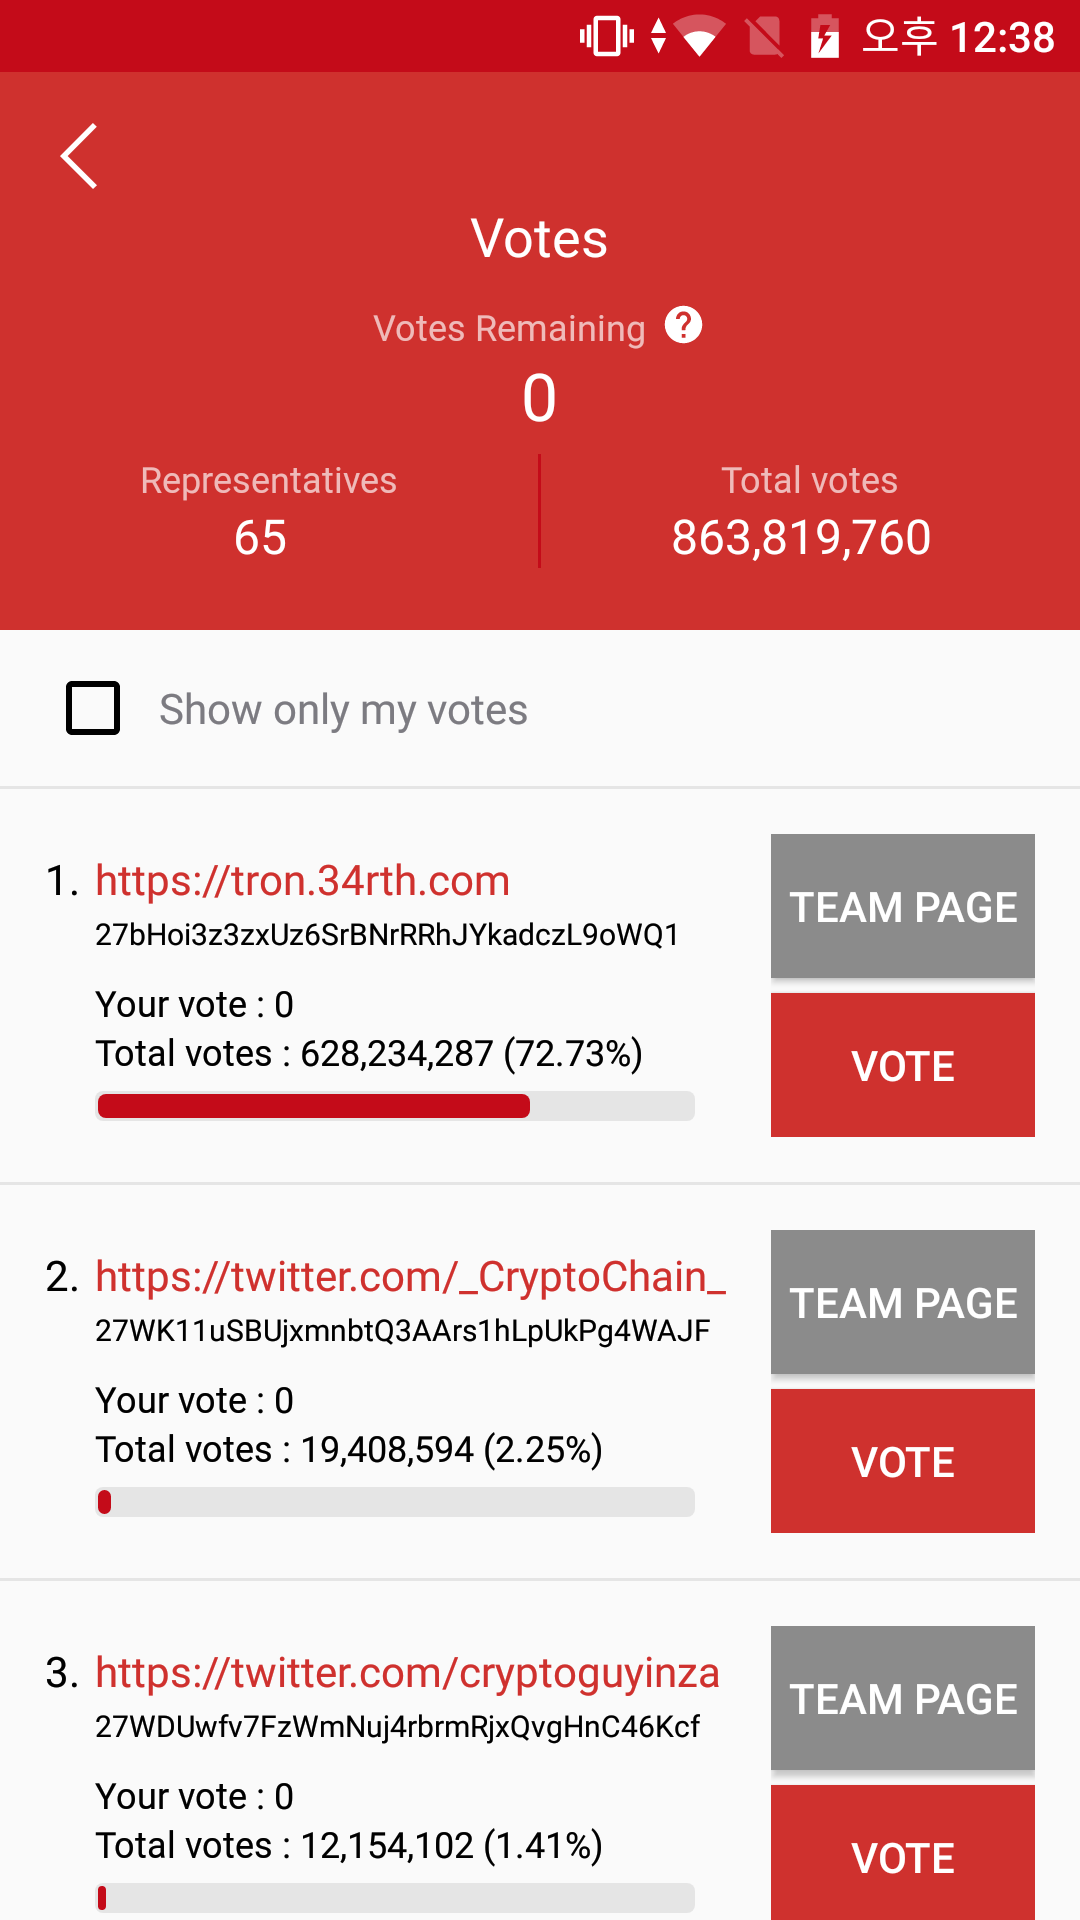 오후 12:38
Votes
Votes Remaining ?
0
Representatives
Total votes
65
863,819,760
Show only my votes
1. https://tron.34rth.com
27bHoi3z3zxUz6SrBNrRRhJYkadczL9oWQ1
Your vote : 0
Total votes : 628,234,287 (72.73%)
TEAM PAGE
VOTE
2. https://twitter.com/_CryptoChain_
27WK11uSBUjxmnbtQ3AArs1hLpUkPg4WAJF
Your vote : 0
Total votes : 19,408,594 (2.25%)
TEAM PAGE
VOTE
3. https://twitter.com/cryptoguyinza
27WDUwfv7FzWmNuj4rbrmRjxQvgHnC46Kcf
Your vote : 0
Total votes : 12,154,102 (1.41%)
TEAM PAGE
VOTE